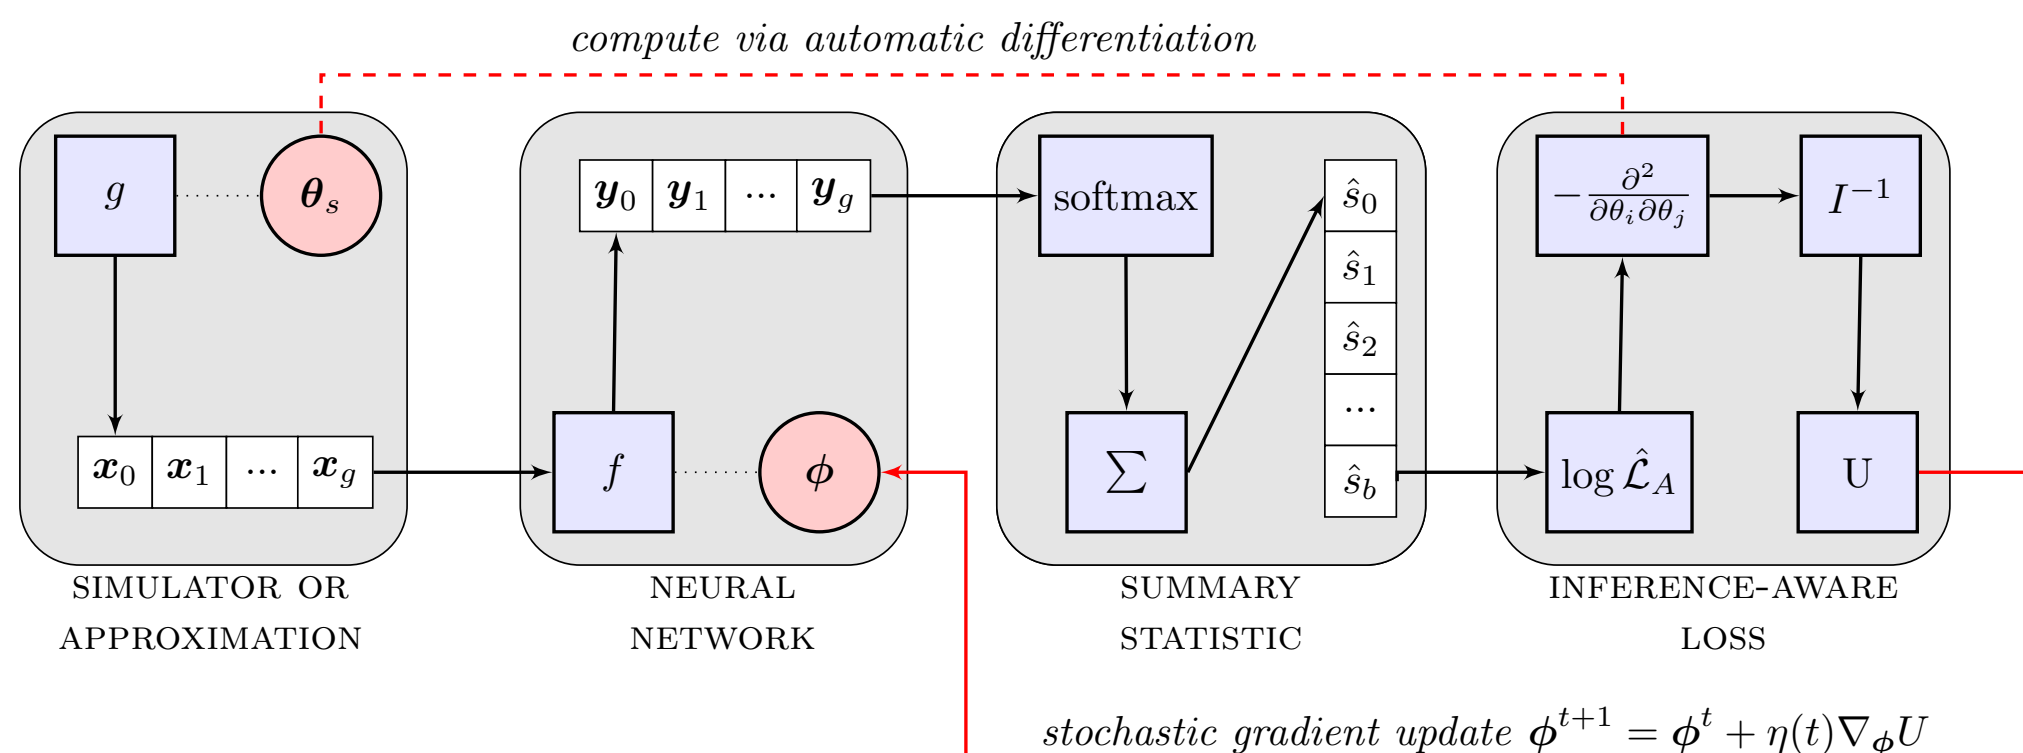 compute via automatic differentiation
g θ_s
x_0 x_1 ... x_g
SIMULATOR OR
APPROXIMATION
y_0 y_1 ... y_g
f ϕ
NEURAL
NETWORK
softmax
∑
ŝ_0
ŝ_1
ŝ_2
...
ŝ_b
SUMMARY
STATISTIC
−∂²/∂θ_i∂θ_j I⁻¹
log ℒ̂_A U
INFERENCE-AWARE
LOSS
stochastic gradient update ϕ^{t+1} = ϕ^t + η(t)∇_ϕ U